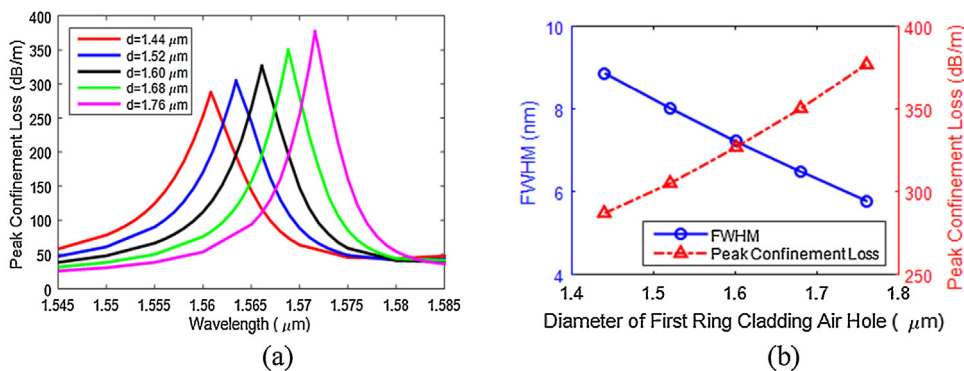 (a)
400
350
300
250
200
150
100
50
0
Peak Confinement Loss (dB/m)
d=1.44 μm
d=1.52 μm
d=1.60 μm
d=1.68 μm
d=1.76 μm
1.545 1.55 1.555 1.56 1.565 1.57 1.575 1.58 1.585
Wavelength ( μm)
(a)
(b)
10
8
6
4
FWHM (nm)
FWHM
Peak Confinement Loss
400
350
300
250
Peak Confinement Loss (dB/m)
1.4 1.5 1.6 1.7 1.8
Diameter of First Ring Cladding Air Hole ( μm)
(b)